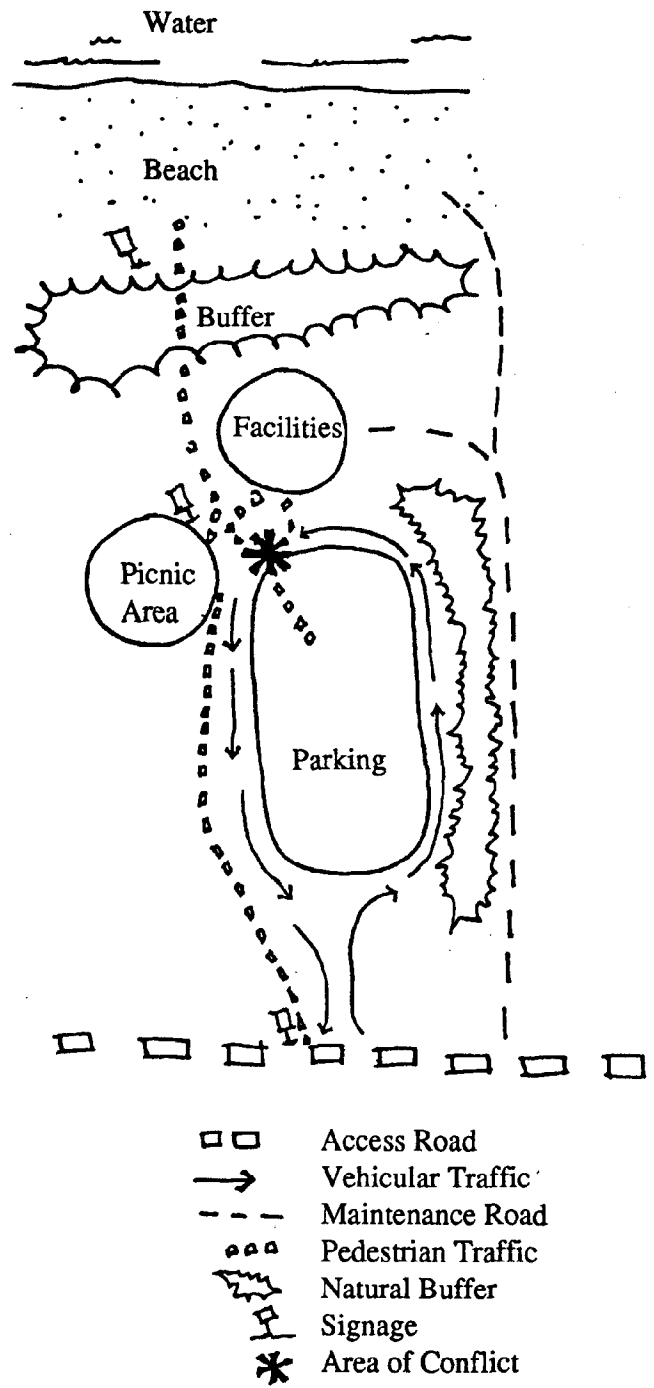 Water
Beach
Buffer
Facilities
Picnic
Area
Parking
Access Road
Vehicular Traffic
Maintenance Road
Pedestrian Traffic
Natural Buffer
Signage
Area of Conflict